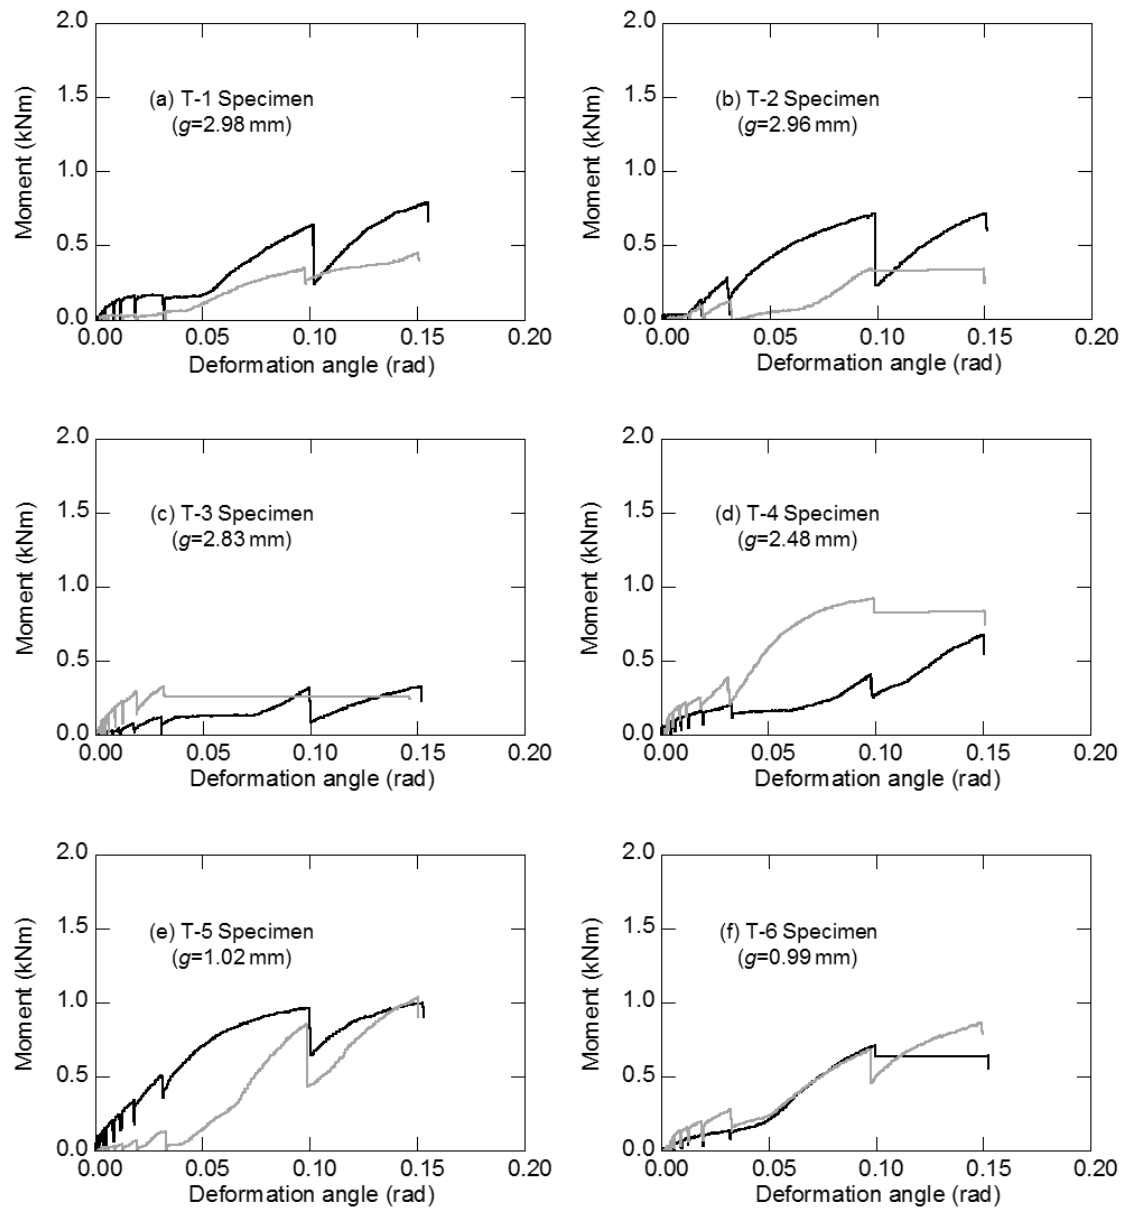 2.0
1.5
1.0
0.5
0.0
Moment (kNm)
(a) T-1 Specimen
(g=2.98 mm)
0.00 0.05 0.10 0.15 0.20
Deformation angle (rad)
2.0
1.5
1.0
0.5
0.0
Moment (kNm)
(b) T-2 Specimen
(g=2.96 mm)
0.00 0.05 0.10 0.15 0.20
Deformation angle (rad)
2.0
1.5
1.0
0.5
0.0
Moment (kNm)
(c) T-3 Specimen
(g=2.83 mm)
0.00 0.05 0.10 0.15 0.20
Deformation angle (rad)
2.0
1.5
1.0
0.5
0.0
Moment (kNm)
(d) T-4 Specimen
(g=2.48 mm)
0.00 0.05 0.10 0.15 0.20
Deformation angle (rad)
2.0
1.5
1.0
0.5
0.0
Moment (kNm)
(e) T-5 Specimen
(g=1.02 mm)
0.00 0.05 0.10 0.15 0.20
Deformation angle (rad)
2.0
1.5
1.0
0.5
0.0
Moment (kNm)
(f) T-6 Specimen
(g=0.99 mm)
0.00 0.05 0.10 0.15 0.20
Deformation angle (rad)